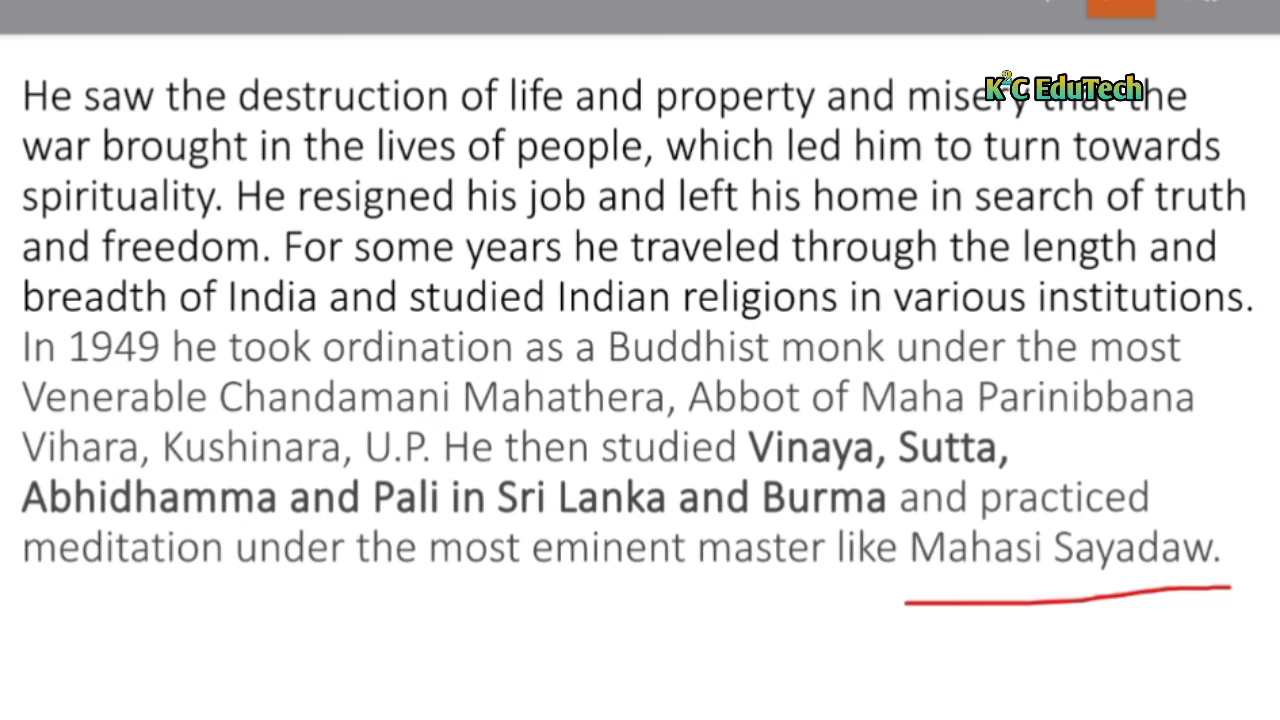 K²C EduTech
He saw the destruction of life and property and misery that the
war brought in the lives of people, which led him to turn towards
spirituality. He resigned his job and left his home in search of truth
and freedom. For some years he traveled through the length and
breadth of India and studied Indian religions in various institutions.
In 1949 he took ordination as a Buddhist monk under the most
Venerable Chandamani Mahathera, Abbot of Maha Parinibbana
Vihara, Kushinara, U.P. He then studied Vinaya, Sutta,
Abhidhamma and Pali in Sri Lanka and Burma and practiced
meditation under the most eminent master like Mahasi Sayadaw.